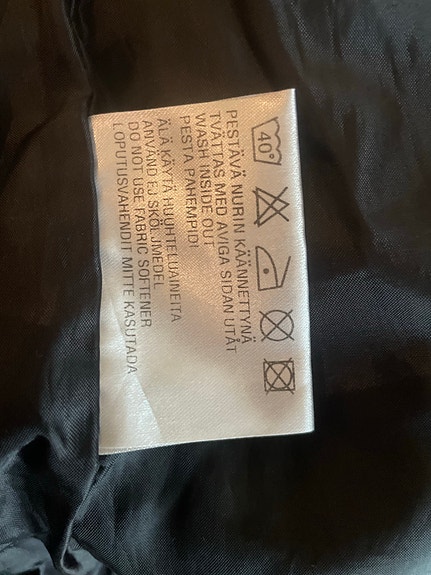 40°
PESTÄVÄ NURIN KÄÄNNETTYNÄ
TVÄTTAS MED AVIGA SIDAN UTÅT
WASH INSIDE OUT
PESTA PAHEMPIDI
ÄLÄ KÄYTÄ HUUHTELUAINEITA
ANVÄND EJ SKÖLJMEDEL
DO NOT USE FABRIC SOFTENER
LOPUTUSVAHENDIT MITTE KASUTADA